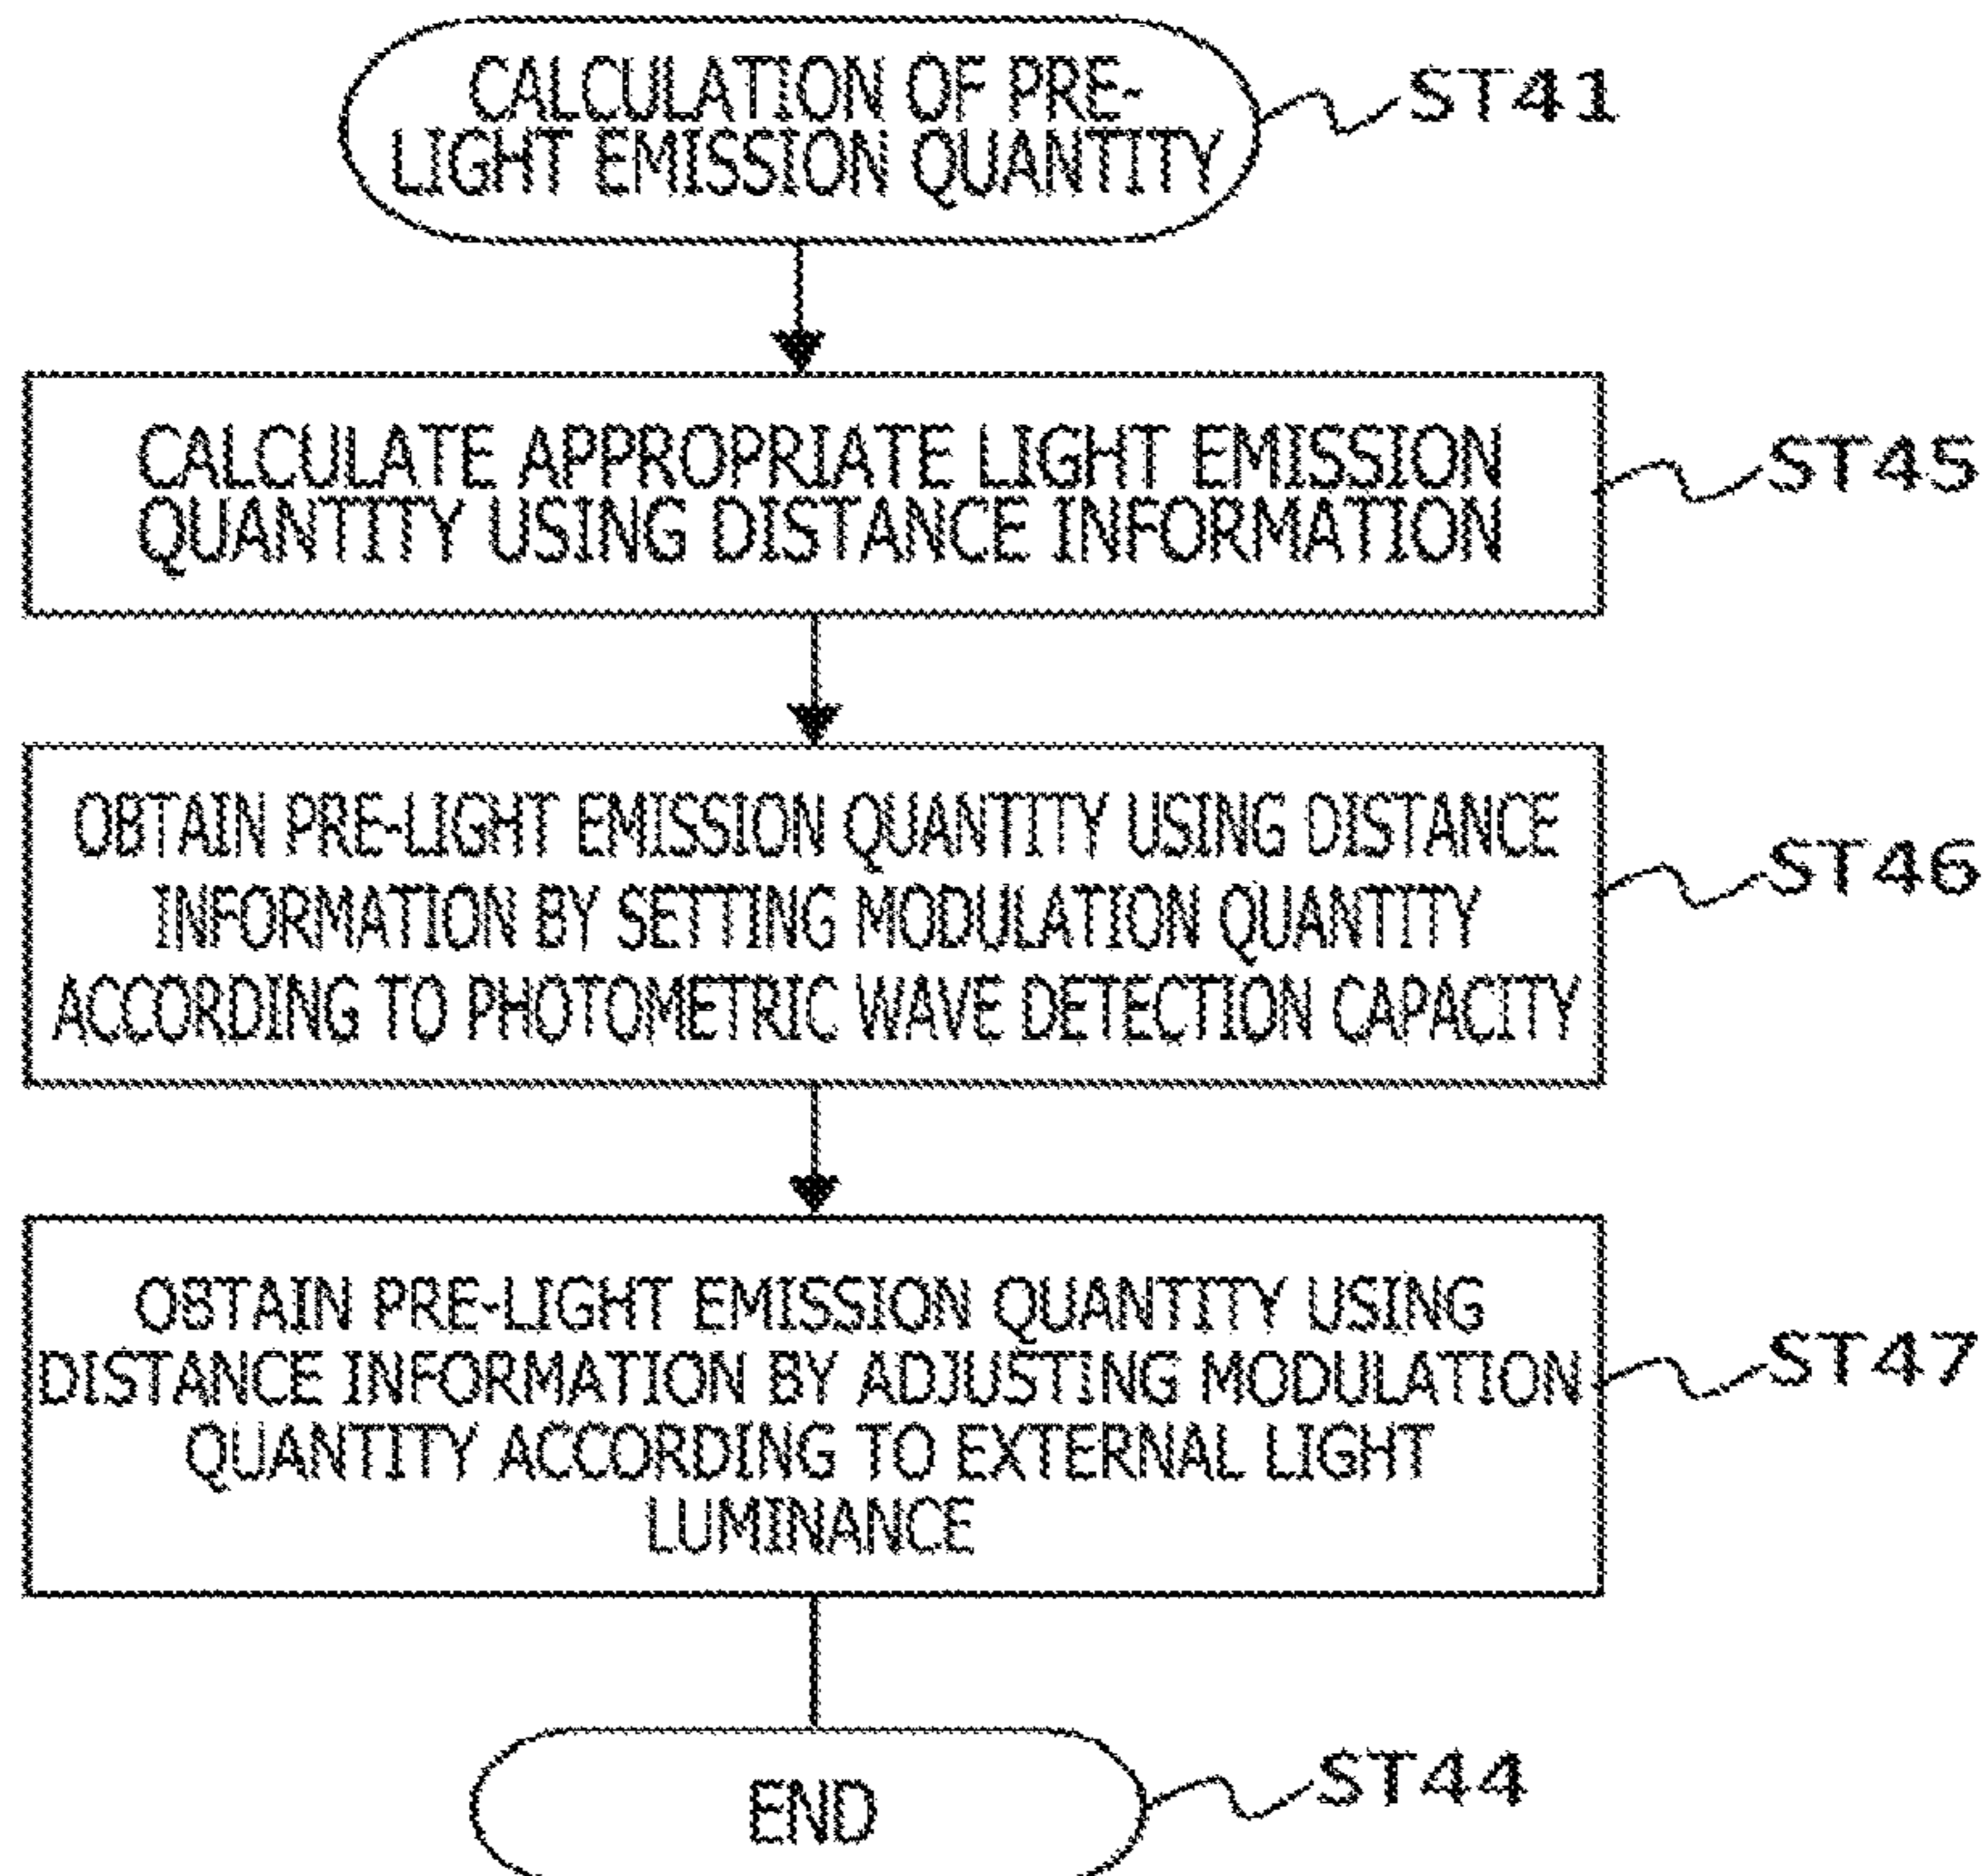 CALCULATION OF PRE-
LIGHT EMISSION QUANTITY
ST41
CALCULATE APPROPRIATE LIGHT EMISSION
QUANTITY USING DISTANCE INFORMATION
ST45
OBTAIN PRE-LIGHT EMISSION QUANTITY USING DISTANCE
INFORMATION BY SETTING MODULATION QUANTITY
ACCORDING TO PHOTOMETRIC WAVE DETECTION CAPACITY
ST46
OBTAIN PRE-LIGHT EMISSION QUANTITY USING
DISTANCE INFORMATION BY ADJUSTING MODULATION
QUANTITY ACCORDING TO EXTERNAL LIGHT
LUMINANCE
ST47
END
ST44